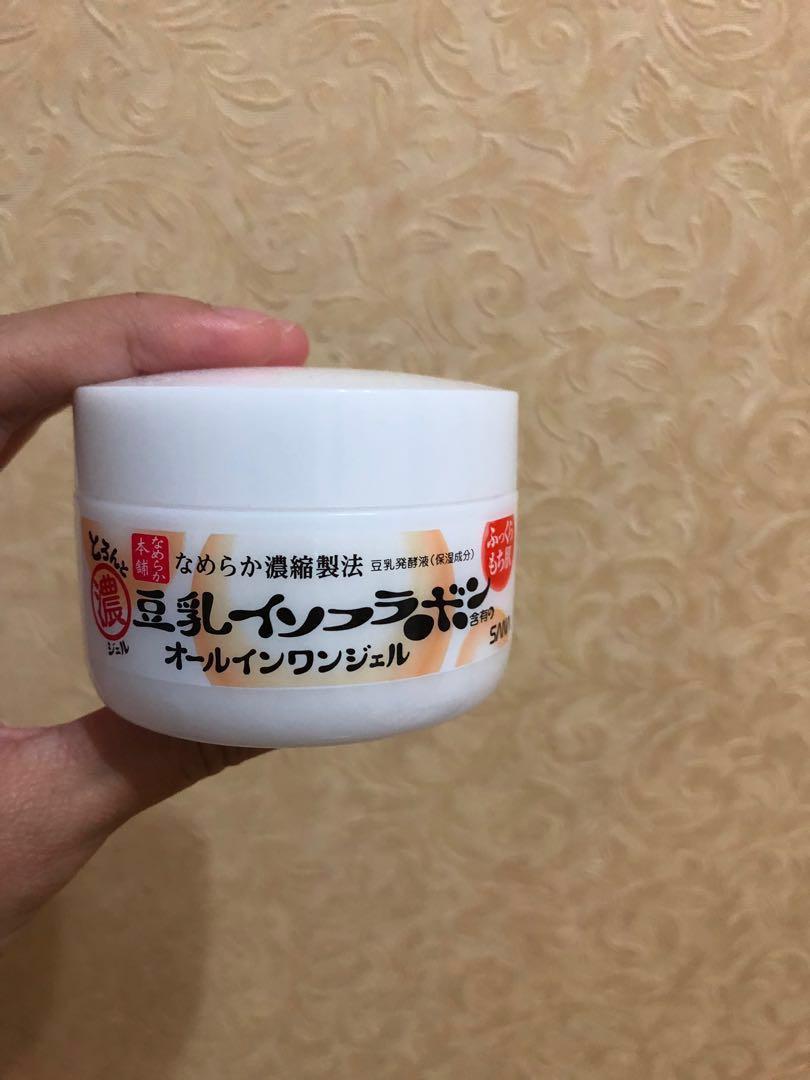 とろんと
濃
ジェル
なめらか
本舗
なめらか濃縮製法 豆乳発酵液(保湿成分)
豆乳イソフラボン含有の
オールインワンジェル
ふっくら
もち肌
SANA